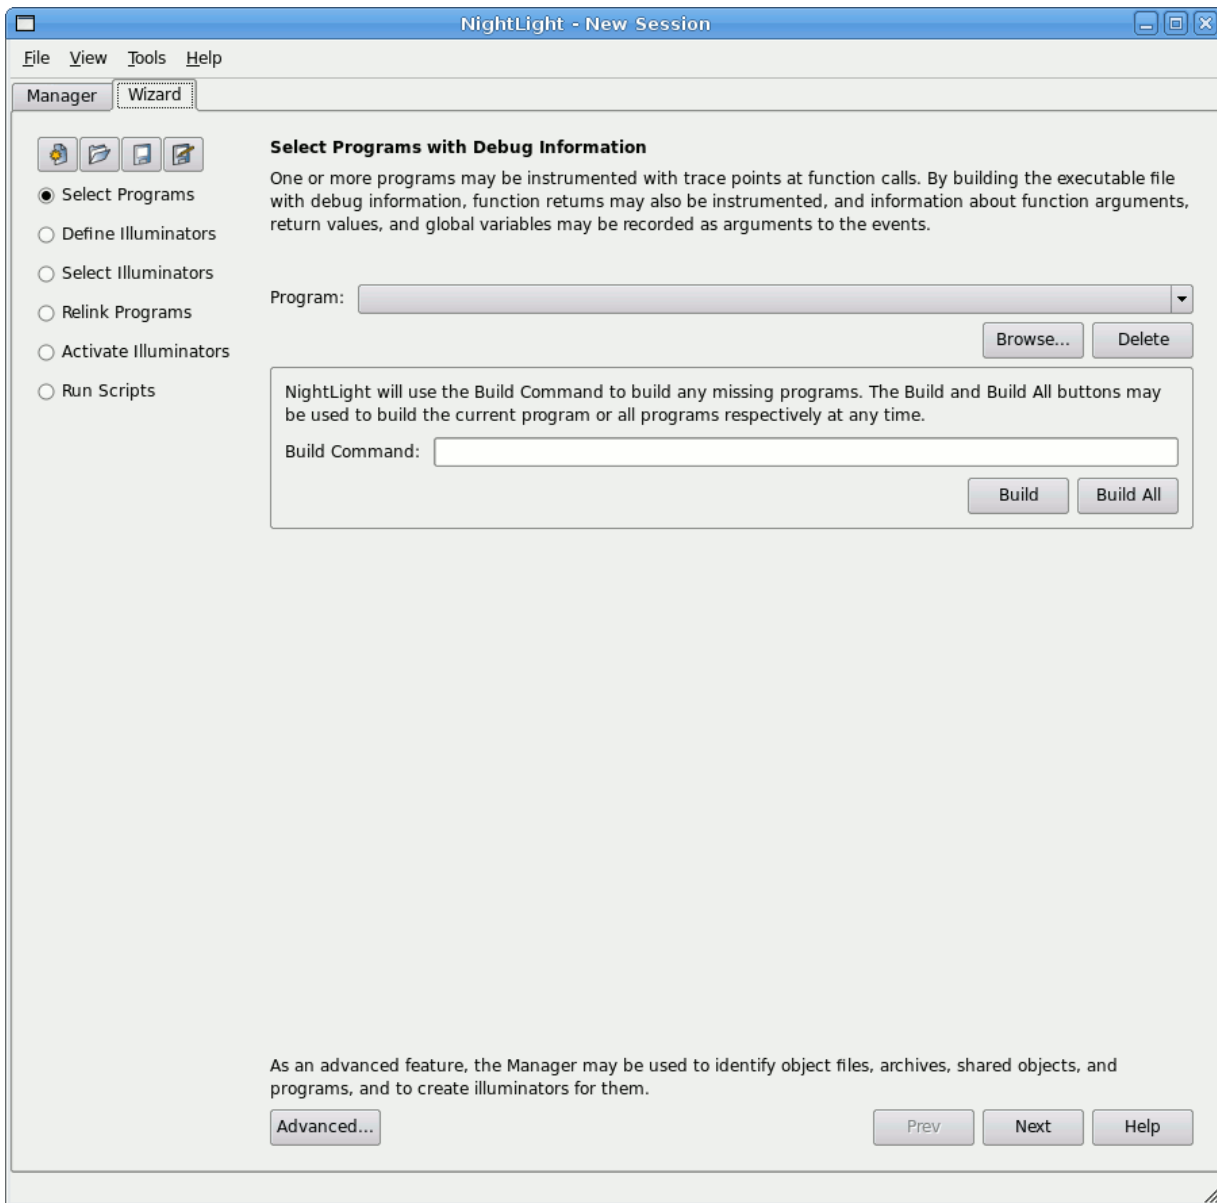 NightLight - New Session
File View Tools Help
Manager Wizard
Select Programs with Debug Information
One or more programs may be instrumented with trace points at function calls. By building the executable file
with debug information, function returns may also be instrumented, and information about function arguments,
return values, and global variables may be recorded as arguments to the events.
Select Programs
Define Illuminators
Select Illuminators
Relink Programs
Activate Illuminators
Run Scripts
Program:
Browse... Delete
NightLight will use the Build Command to build any missing programs. The Build and Build All buttons may
be used to build the current program or all programs respectively at any time.
Build Command:
Build Build All
As an advanced feature, the Manager may be used to identify object files, archives, shared objects, and
programs, and to create illuminators for them.
Advanced... Prev Next Help